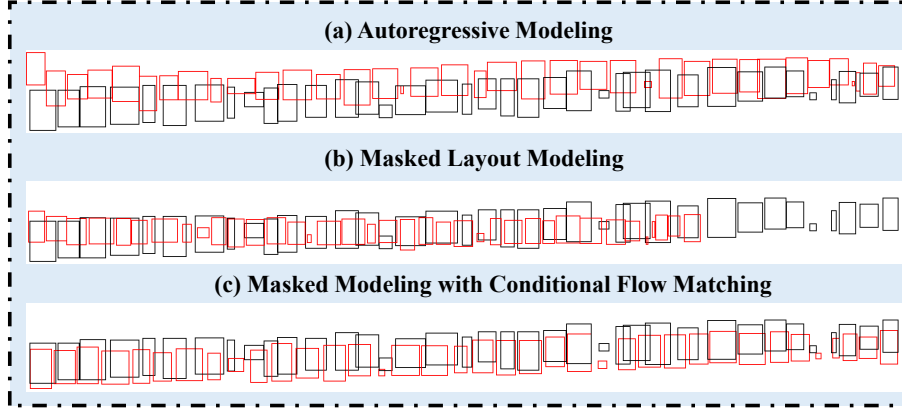 (a) Autoregressive Modeling
(b) Masked Layout Modeling
(c) Masked Modeling with Conditional Flow Matching